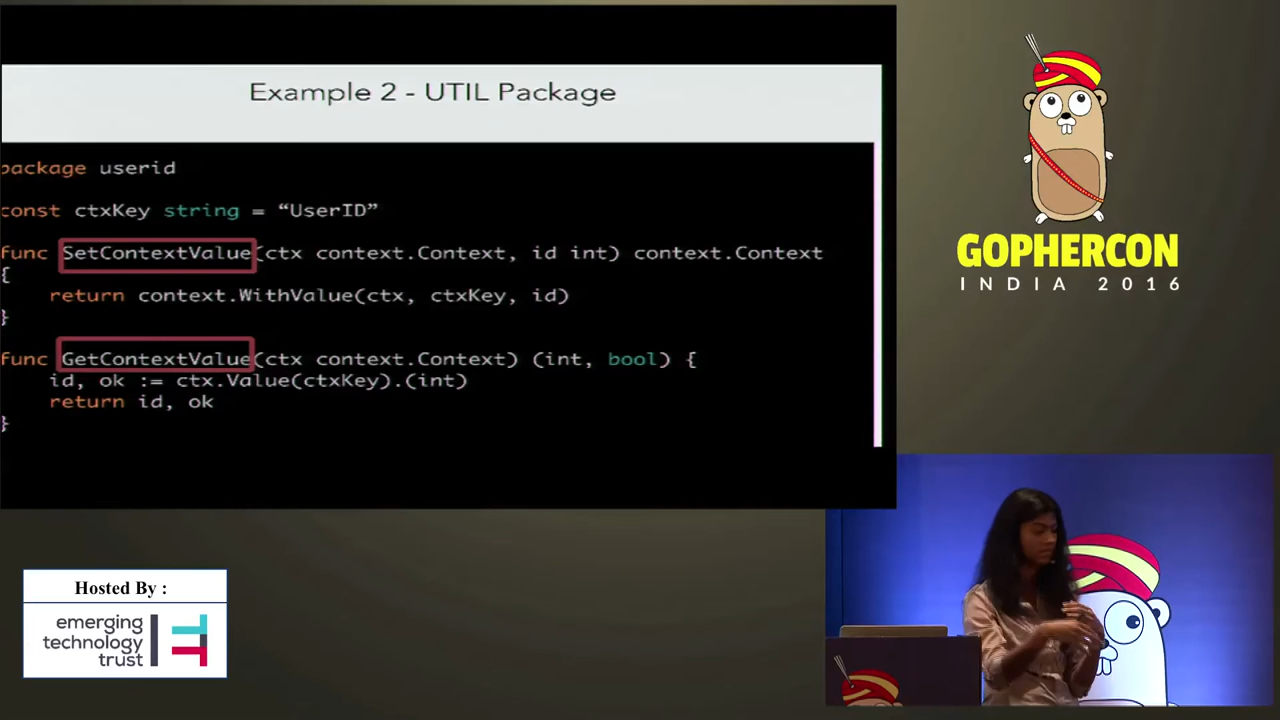 Example 2 - UTIL Package
package userid
const ctxKey string = “UserID”
func SetContextValue(ctx context.Context, id int) context.Context
{
return context.WithValue(ctx, ctxKey, id)
}
func GetContextValue(ctx context.Context) (int, bool) {
id, ok := ctx.Value(ctxKey).(int)
return id, ok
}
GOPHERCON
INDIA 2016
Hosted By :
emerging
technology
trust